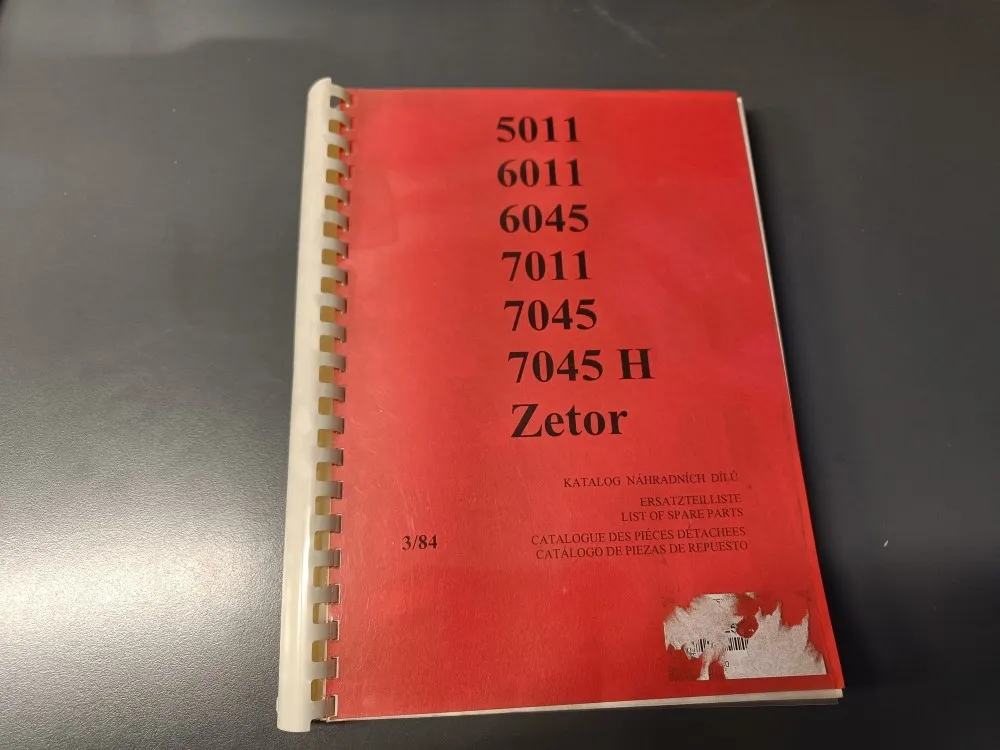 5011
6011
6045
7011
7045
7045 H
Zetor
KATALOG NÁHRADNÍCH DÍLŮ
ERSATZTEILLISTE
LIST OF SPARE PARTS
3/84
CATALOGUE DES PIÉCES DÉTACHEES
CATÁLOGO DE PIEZAS DE REPUESTO